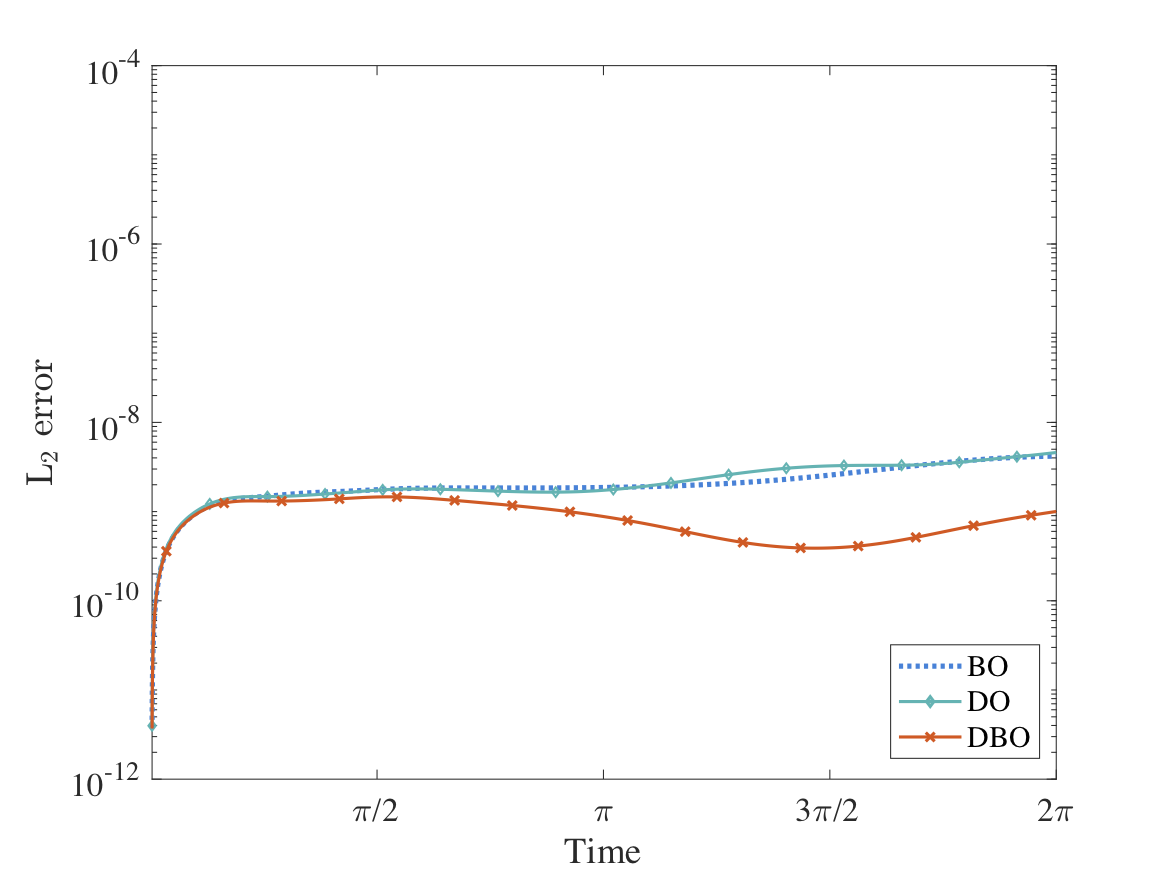 10^-4
10^-6
10^-8
10^-10
10^-12
L₂ error
π/2
π
3π/2
2π
Time
BO
DO
DBO